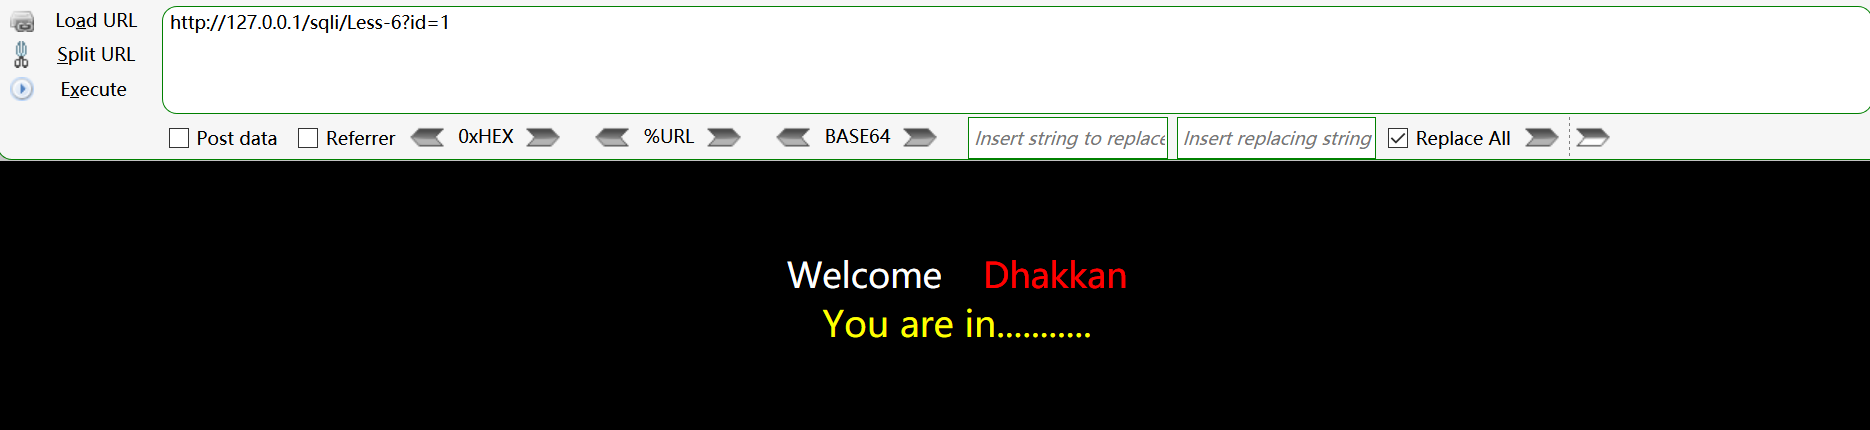 Load URL
http://127.0.0.1/sqli/Less-6?id=1
Split URL
Execute
Post data Referrer 0xHEX %URL BASE64 Insert string to replace Insert replacing string Replace All
Welcome Dhakkan
You are in...........